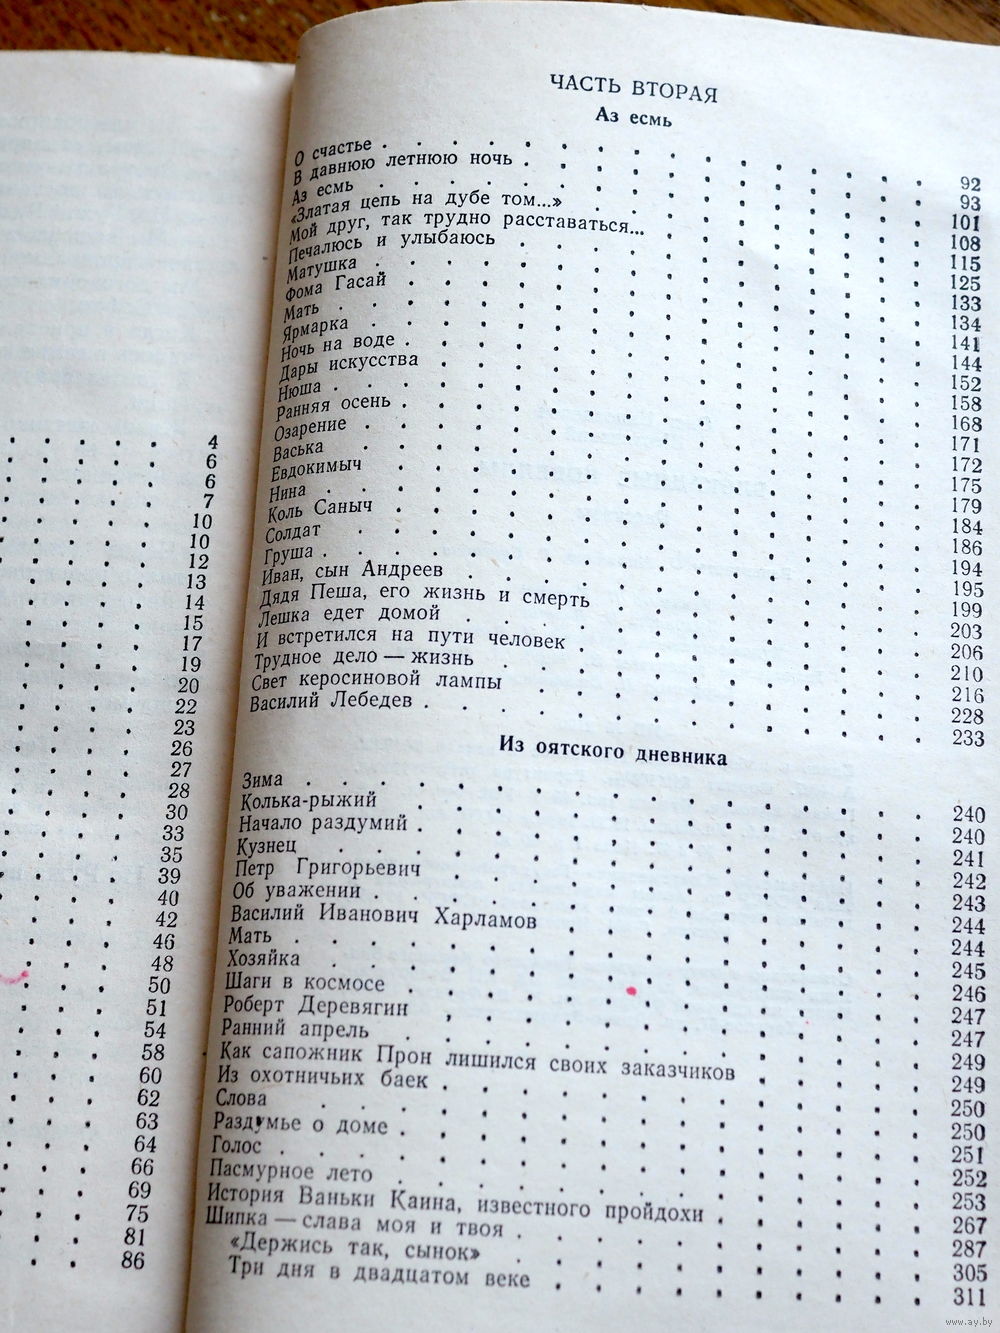 4
6
6
7
10
10
12
13
14
15
17
19
20
22
23
26
27
28
30
33
35
39
40
42
46
48
50
51
54
58
60
62
63
64
66
69
75
81
86
ЧАСТЬ ВТОРАЯ
Аз есмь
О счастье 92
В давнюю летнюю ночь 93
Аз есмь 101
«Златая цепь на дубе том...» 108
Мой друг, так трудно расставаться... 115
Печалюсь и улыбаюсь 125
Матушка 133
Фома Гасай 134
Мать 141
Ярмарка 144
Ночь на воде 152
Дары искусства 158
Нюша 168
Ранняя осень 171
Озарение 172
Васька 175
Евдокимыч 179
Нина 184
Коль Саныч 186
Солдат 194
Груша 195
Иван, сын Андреев 199
Дядя Пеша, его жизнь и смерть 203
Лешка едет домой 206
И встретился на пути человек 210
Трудное дело — жизнь 216
Свет керосиновой лампы 228
Василий Лебедев 233
Из оятского дневника
Зима 240
Колька-рыжий 240
Начало раздумий 241
Кузнец 242
Петр Григорьевич 243
Об уважении 244
Василий Иванович Харламов 244
Мать 245
Хозяйка 246
Шаги в космосе 247
Роберт Деревягин 247
Ранний апрель 249
Как сапожник Прон лишился своих заказчиков 249
Из охотничьих баек 250
Слова 250
Раздумье о доме 251
Голос 252
Пасмурное лето 253
История Ваньки Каина, известного пройдохи 267
Шипка — слава моя и твоя 287
«Держись так, сынок» 305
Три дня в двадцатом веке 311
www.ay.by